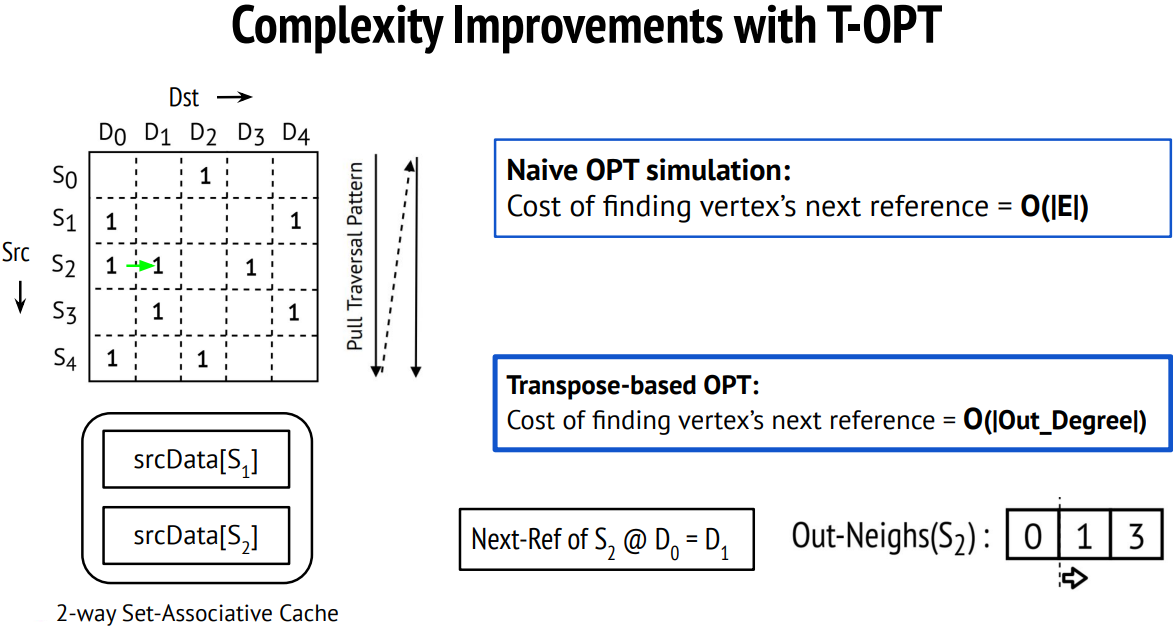 Complexity Improvements with T-OPT
Dst
D0 D1 D2 D3 D4
S0 1
S1 1 1
Src
S2 1 1 1
S3 1 1
S4 1 1
Pull Traversal Pattern
Naive OPT simulation:
Cost of finding vertex's next reference = O(|E|)
Transpose-based OPT:
Cost of finding vertex's next reference = O(|Out_Degree|)
srcData[S1]
srcData[S2]
2-way Set-Associative Cache
Next-Ref of S2 @ D0 = D1
Out-Neighs(S2) : 0 1 3